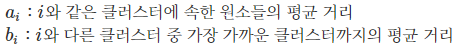 a_i : i와 같은 클러스터에 속한 원소들의 평균 거리
b_i : i와 다른 클러스터 중 가장 가까운 클러스터까지의 평균 거리